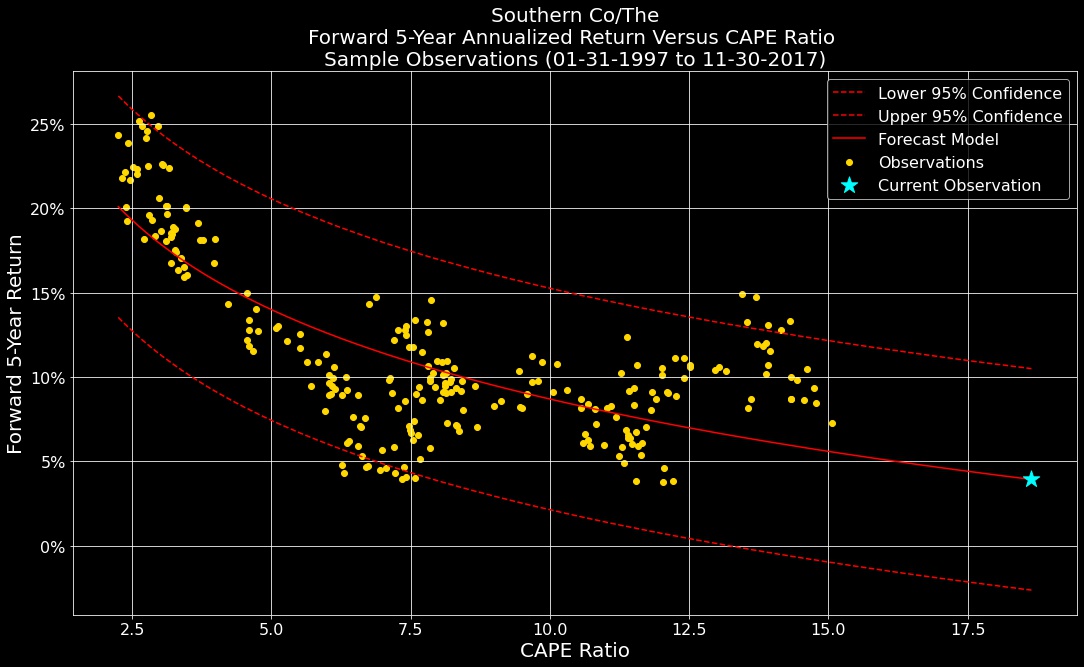 Southern Co/The
Forward 5-Year Annualized Return Versus CAPE Ratio
Sample Observations (01-31-1997 to 11-30-2017)
Lower 95% Confidence
Upper 95% Confidence
Forecast Model
Observations
Current Observation
Forward 5-Year Return
25%
20%
15%
10%
5%
0%
2.5 5.0 7.5 10.0 12.5 15.0 17.5
CAPE Ratio